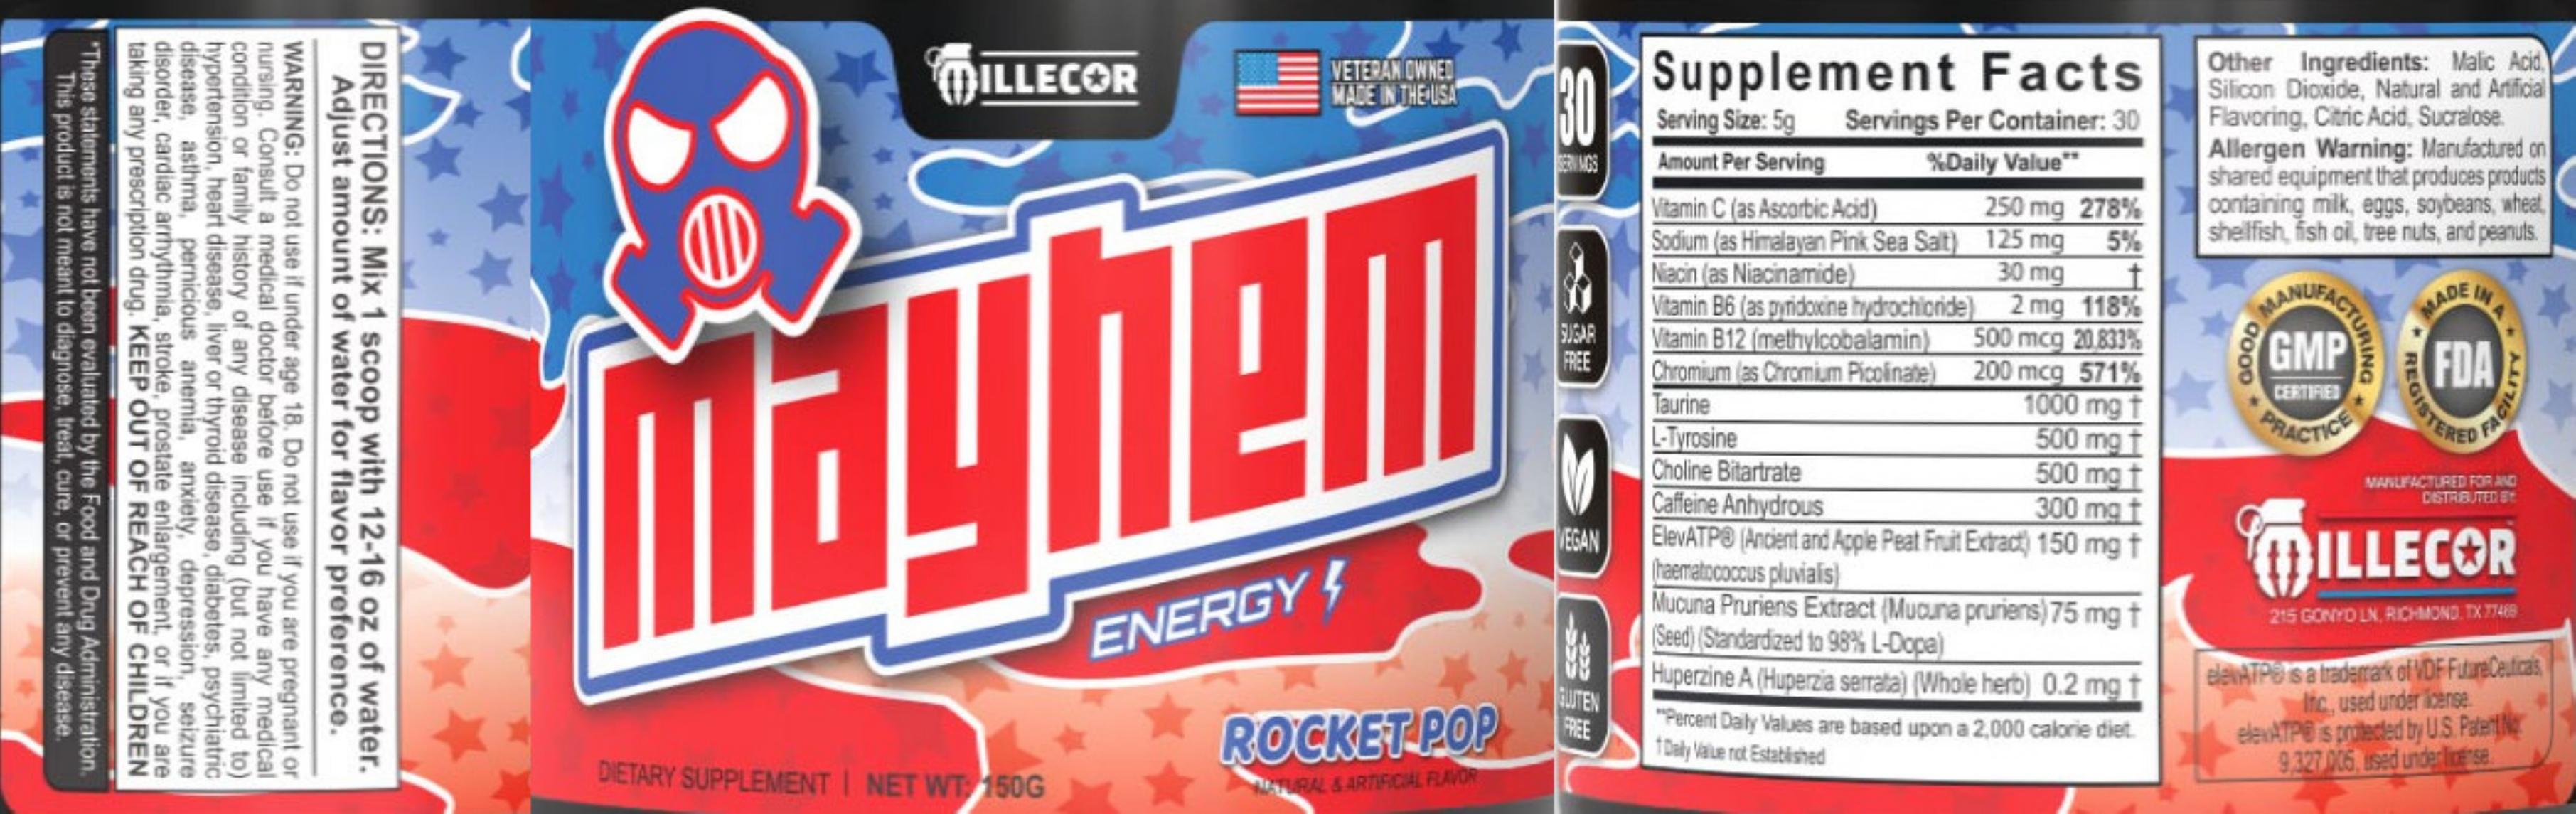 DIRECTIONS: Mix 1 scoop with 12-16 oz of water.
Adjust amount of water for flavor preference.
WARNING: Do not use if under age 18. Do not use if you are pregnant or
nursing. Consult a medical doctor before use if you have any medical
condition or family history of any disease including (but not limited to)
hypertension, heart disease, liver or thyroid disease, diabetes, psychiatric
disease, asthma, pernicious anemia, anxiety, depression, seizure
disorder, cardiac arrhythmia, stroke, prostate enlargement, or if you are
taking any prescription drug. KEEP OUT OF REACH OF CHILDREN
*These statements have not been evaluated by the Food and Drug Administration.
This product is not meant to diagnose, treat, cure, or prevent any disease.
MILLECOR
VETERAN OWNED
MADE IN THE USA
mayhem
ENERGY
ROCKET POP
NATURAL & ARTIFICIAL FLAVOR
DIETARY SUPPLEMENT | NET WT: 150G
30
SERVINGS
SUGAR
FREE
VEGAN
GLUTEN
FREE
Supplement Facts
Serving Size: 5g Servings Per Container: 30
Amount Per Serving %Daily Value**
Vitamin C (as Ascorbic Acid) 250 mg 278%
Sodium (as Himalayan Pink Sea Salt) 125 mg 5%
Niacin (as Niacinamide) 30 mg †
Vitamin B6 (as pyridoxine hydrochloride) 2 mg 118%
Vitamin B12 (methylcobalamin) 500 mcg 20,833%
Chromium (as Chromium Picolinate) 200 mcg 571%
Taurine 1000 mg †
L-Tyrosine 500 mg †
Choline Bitartrate 500 mg †
Caffeine Anhydrous 300 mg †
ElevATP® (Ancient and Apple Peat Fruit Extract) 150 mg †
(haematococcus pluvialis)
Mucuna Pruriens Extract (Mucuna pruriens) 75 mg †
(Seed) (Standardized to 98% L-Dopa)
Huperzine A (Huperzia serrata) (Whole herb) 0.2 mg †
**Percent Daily Values are based upon a 2,000 calorie diet.
† Daily Value not Established
Other Ingredients: Malic Acid,
Silicon Dioxide, Natural and Artificial
Flavoring, Citric Acid, Sucralose.
Allergen Warning: Manufactured on
shared equipment that produces products
containing milk, eggs, soybeans, wheat,
shellfish, fish oil, tree nuts, and peanuts.
GOOD MANUFACTURING
GMP
CERTIFIED
PRACTICE
MADE IN A
FDA
REGISTERED FACILITY
MANUFACTURED FOR AND
DISTRIBUTED BY:
MILLECOR
215 GONYO LN, RICHMOND, TX 77469
elevATP® is a trademark of VDF FutureCeuticals,
Inc., used under license.
elevATP® is protected by U.S. Patent No.
9,327,005, used under license.